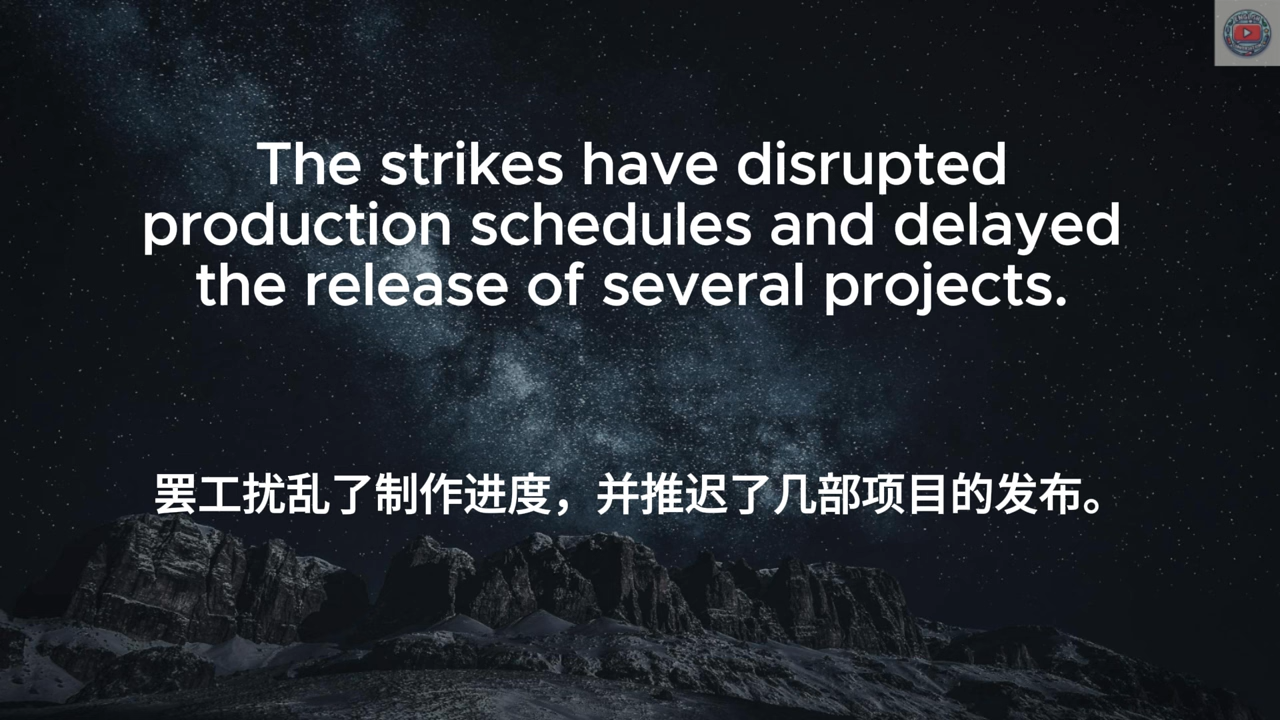 The strikes have disrupted
production schedules and delayed
the release of several projects.
罢工扰乱了制作进度，并推迟了几部项目的发布。